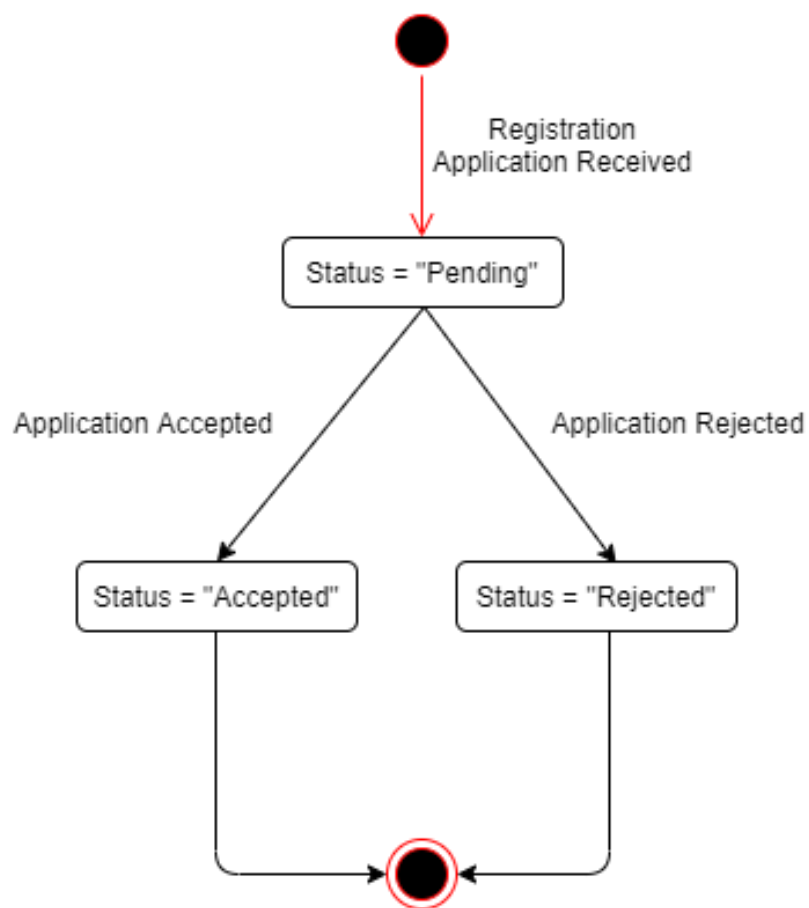 Registration
Application Received
Status = "Pending"
Application Accepted
Application Rejected
Status = "Accepted"
Status = "Rejected"